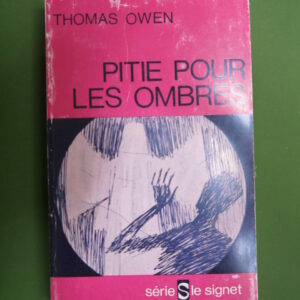 THOMAS OWEN
PITIE POUR
LES OMBRES
série S le signet